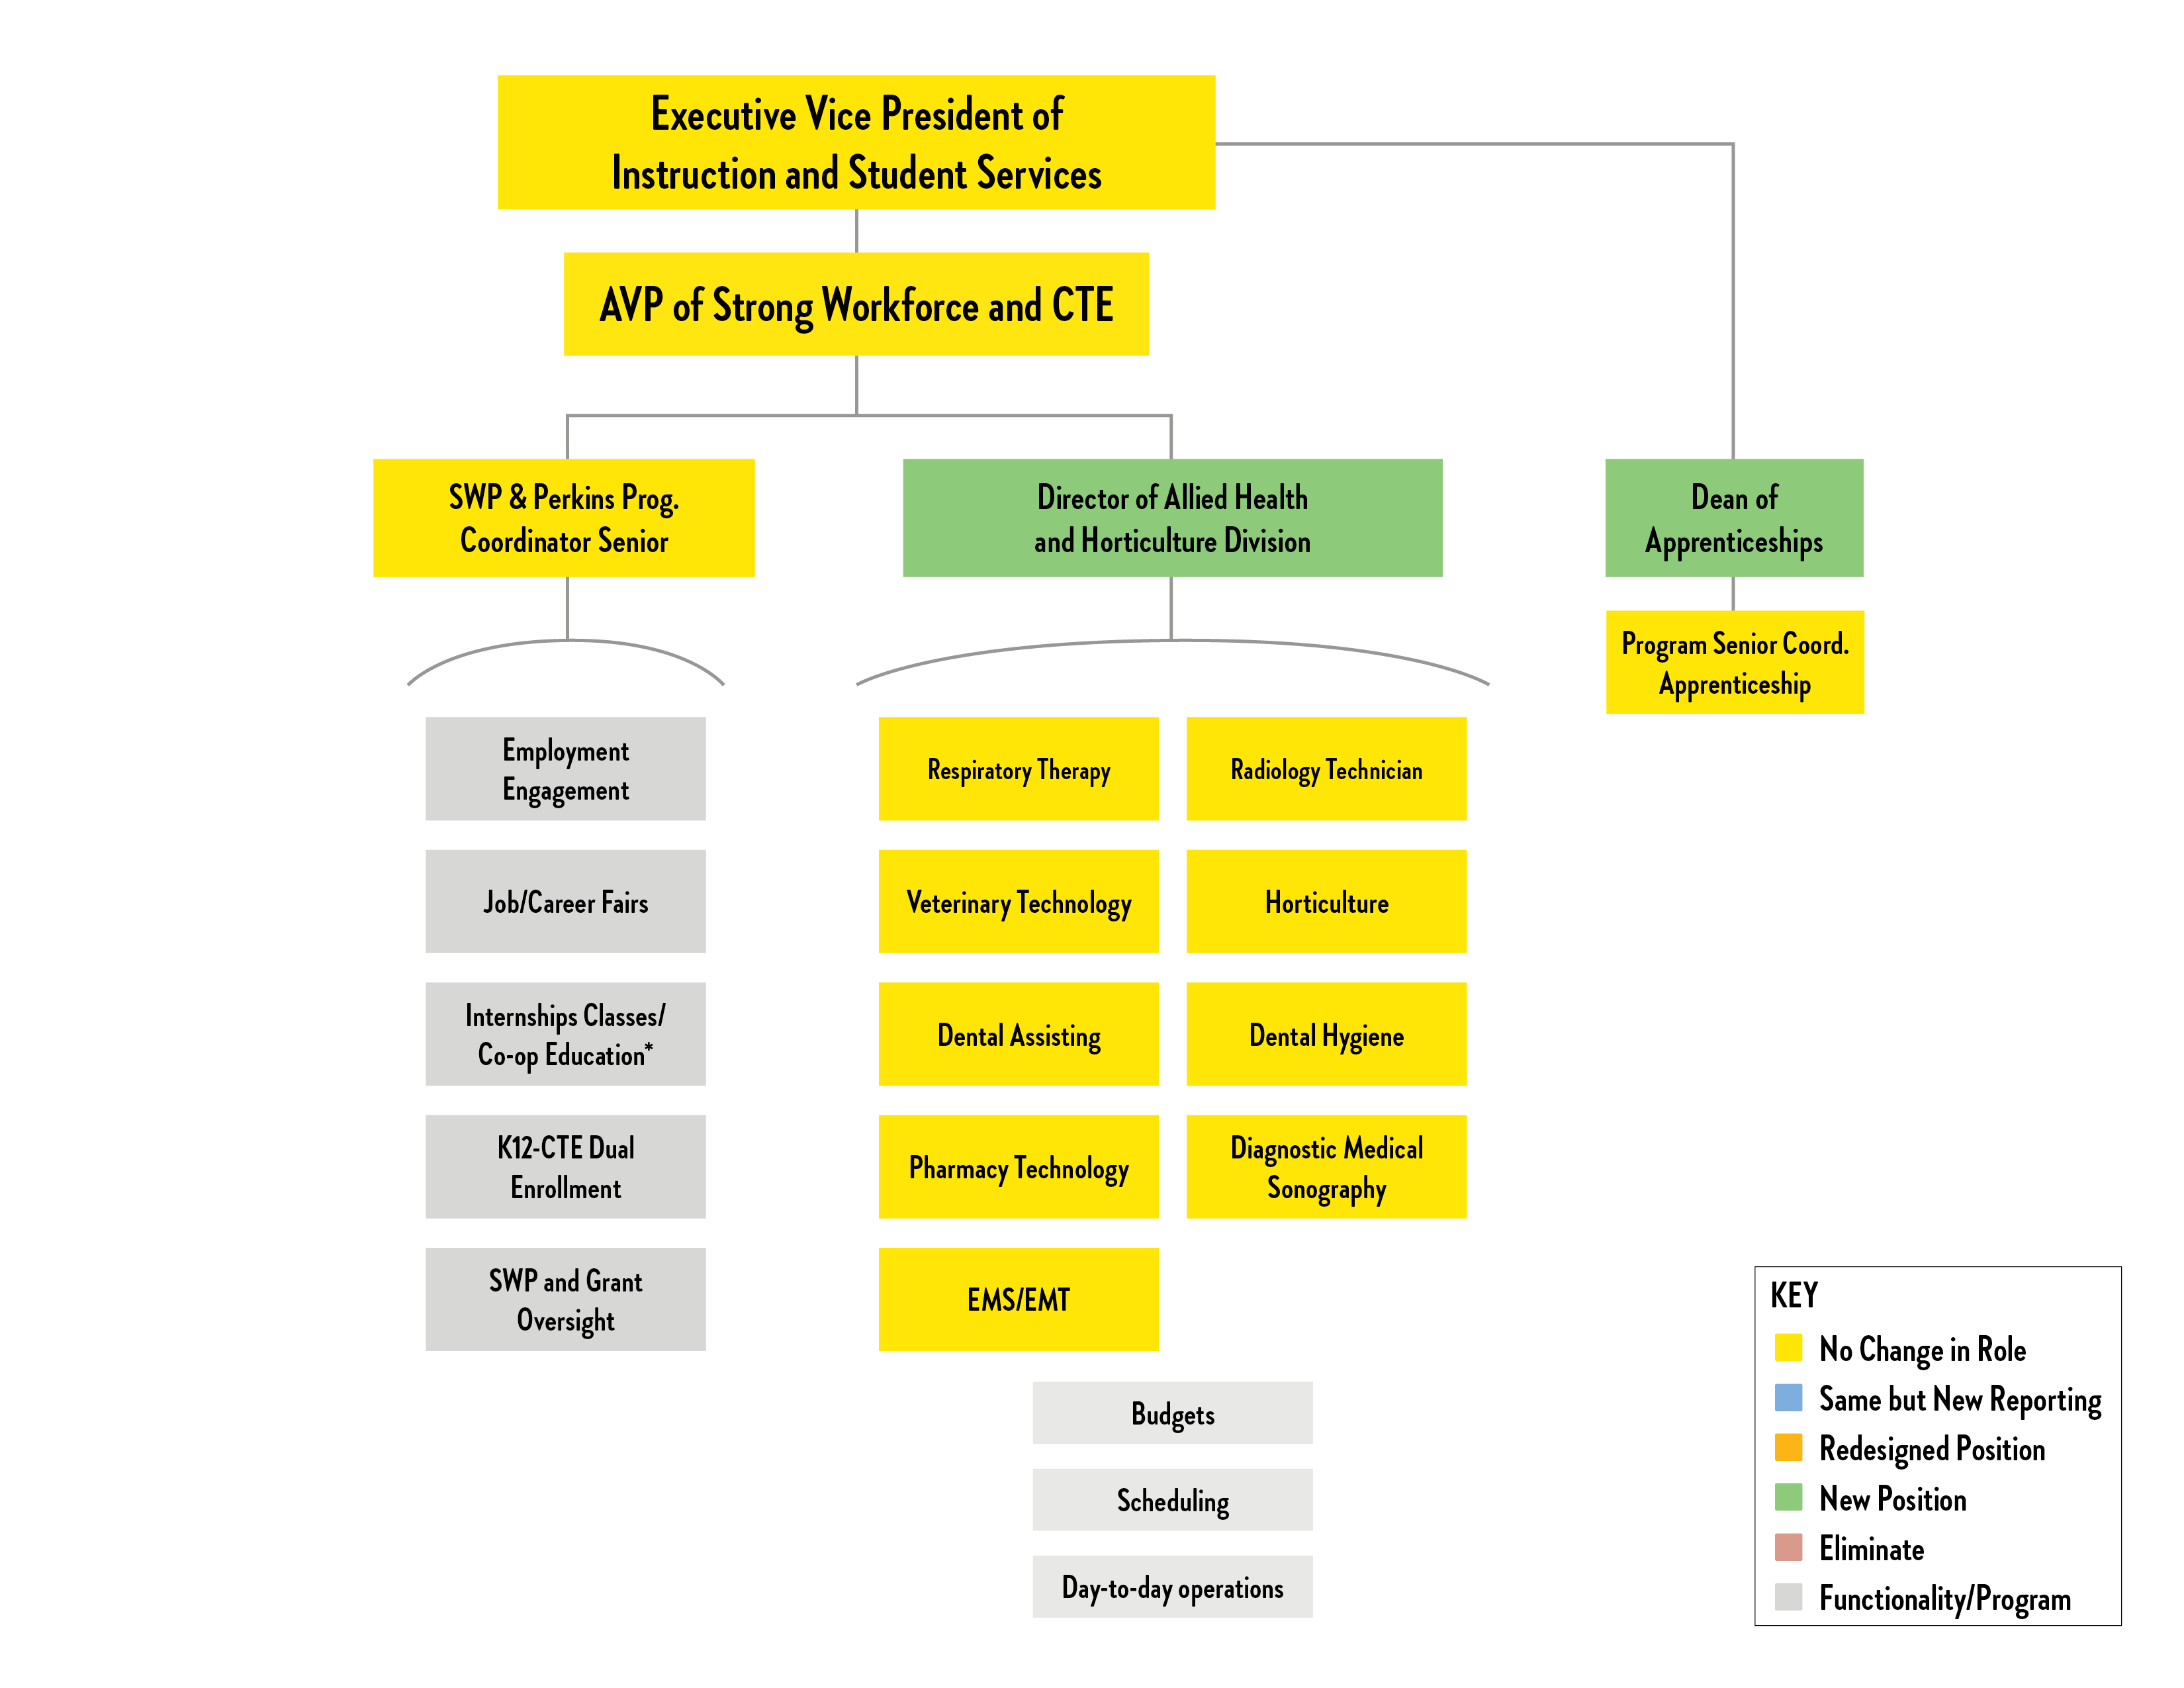 Executive Vice President of
Instruction and Student Services
AVP of Strong Workforce and CTE
SWP & Perkins Prog.
Coordinator Senior
Director of Allied Health
and Horticulture Division
Dean of
Apprenticeships
Program Senior Coord.
Apprenticeship
Employment
Engagement
Job/Career Fairs
Internships Classes/
Co-op Education*
K12-CTE Dual
Enrollment
SWP and Grant
Oversight
Respiratory Therapy
Radiology Technician
Veterinary Technology
Horticulture
Dental Assisting
Dental Hygiene
Pharmacy Technology
Diagnostic Medical
Sonography
EMS/EMT
Budgets
Scheduling
Day-to-day operations
KEY
No Change in Role
Same but New Reporting
Redesigned Position
New Position
Eliminate
Functionality/Program